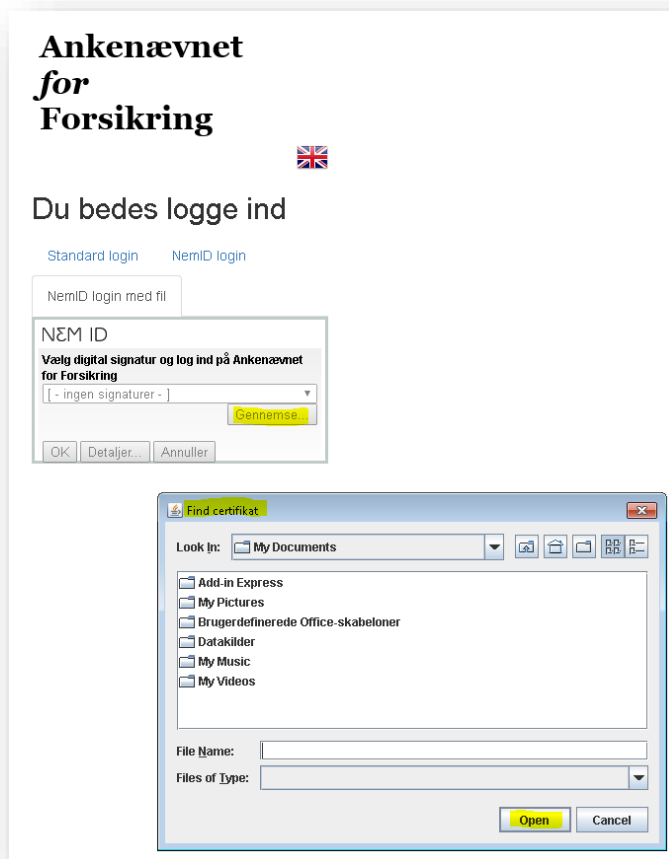 Ankenævnet
for
Forsikring
Du bedes logge ind
Standard login NemID login
NemID login med fil
NEM ID
Vælg digital signatur og log ind på Ankenævnet
for Forsikring
[ - ingen signaturer - ]
Gennemse...
OK Detaljer... Annuller
Find certifikat
Look In: My Documents
Add-in Express
My Pictures
Brugerdefinerede Office-skabeloner
Datakilder
My Music
My Videos
File Name:
Files of Type:
Open Cancel